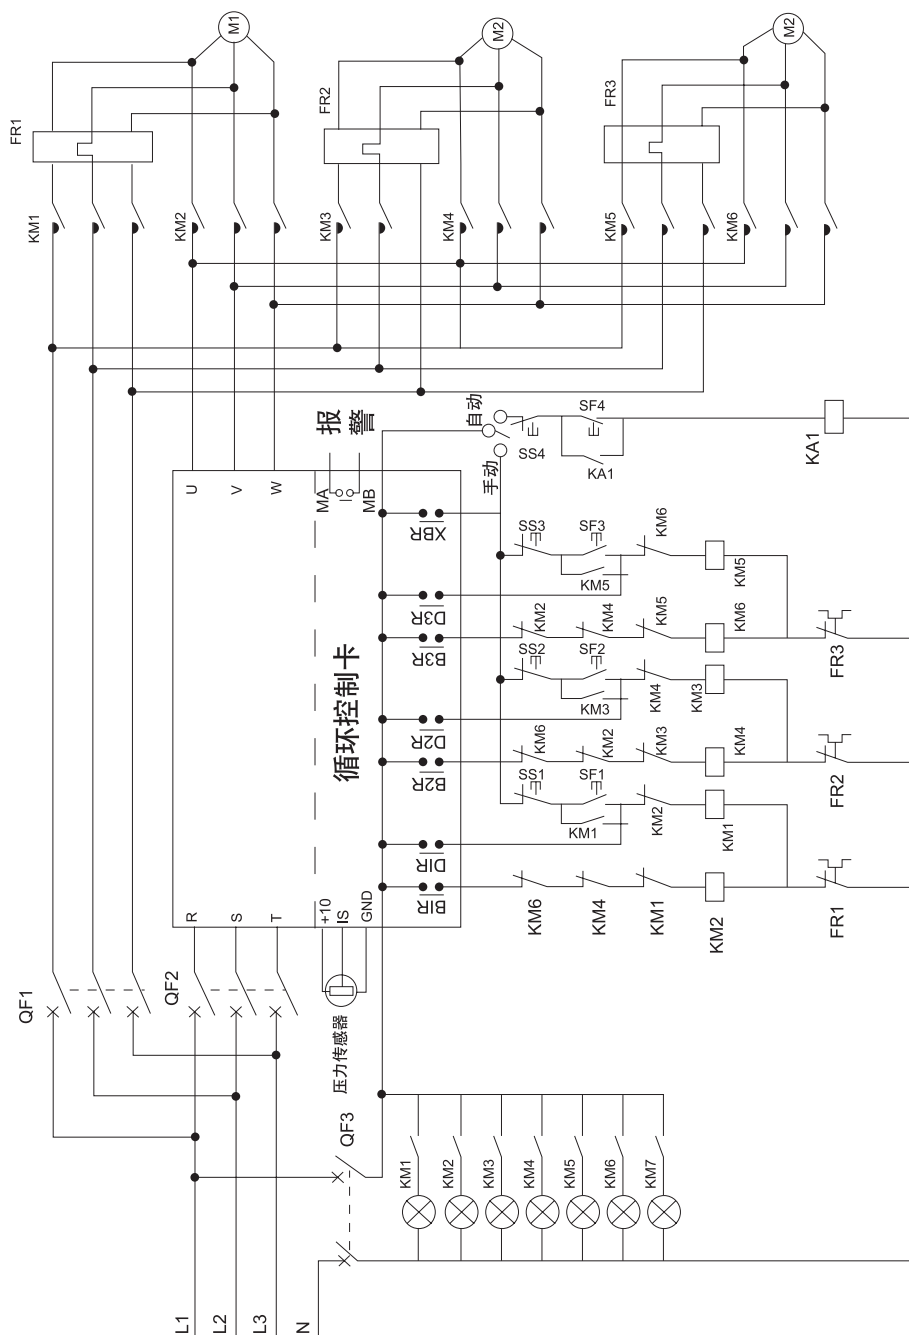 M1
M2
M2
FR1
FR2
FR3
KM1
KM2
KM3
KM4
KM5
KM6
自动
手动
SS4
SF4
KA1
KA1
报警
U
V
W
MA
MB
XBR
D3R
B3R
D2R
B2R
DIR
BIR
循环控制卡
SS3
SF3
KM6
KM5
KM5
KM2
KM4
KM5
KM6
FR3
SS2
SF2
KM3
KM4
KM3
KM6
KM2
KM3
KM4
FR2
SS1
SF1
KM1
KM2
KM1
KM6
KM4
KM1
KM2
FR1
R
S
T
+10
IS
GND
QF1
QF2
压力传感器
QF3
KM1
KM2
KM3
KM4
KM5
KM6
KM7
L1
L2
L3
N